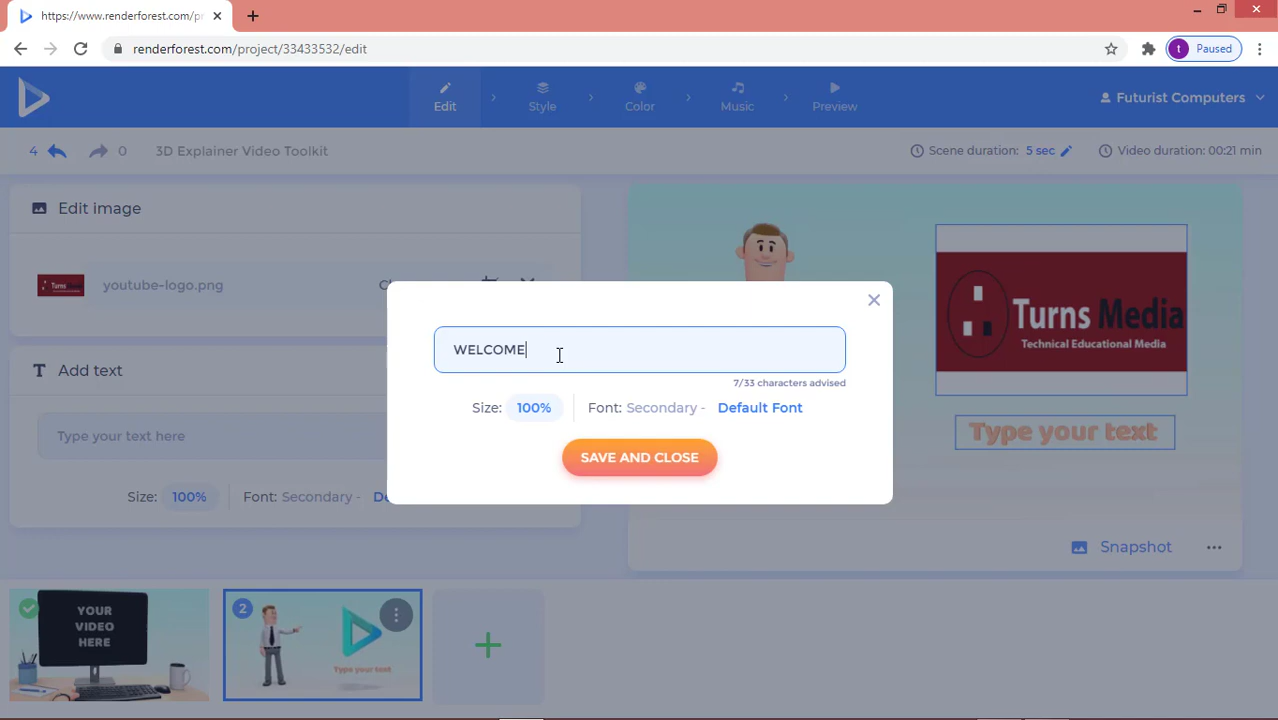 https://www.renderforest.com/pr
renderforest.com/project/33433532/edit
t
Paused
Edit
Style
Color
Music
Preview
Futurist Computers
4
0
3D Explainer Video Toolkit
Scene duration: 5 sec
Video duration: 00:21 min
Edit image
youtube-logo.png
Turns Media
Technical Educational Media
WELCOME
7/33 characters advised
Size: 100%
Font: Secondary - Default Font
SAVE AND CLOSE
T Add text
Type your text here
Size: 100%
Font: Secondary -
Type your text
Snapshot
YOUR
VIDEO
HERE
2
Type your text